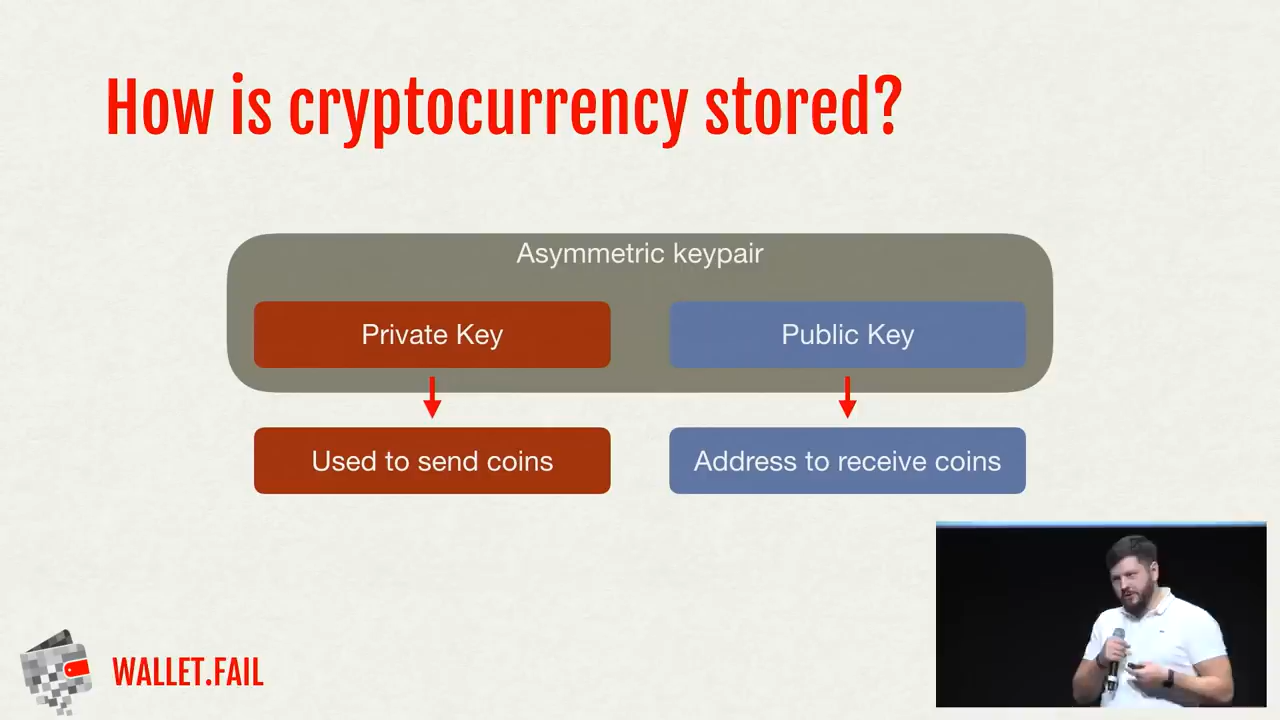 How is cryptocurrency stored?
Asymmetric keypair
Private Key
Public Key
Used to send coins
Address to receive coins
WALLET.FAIL